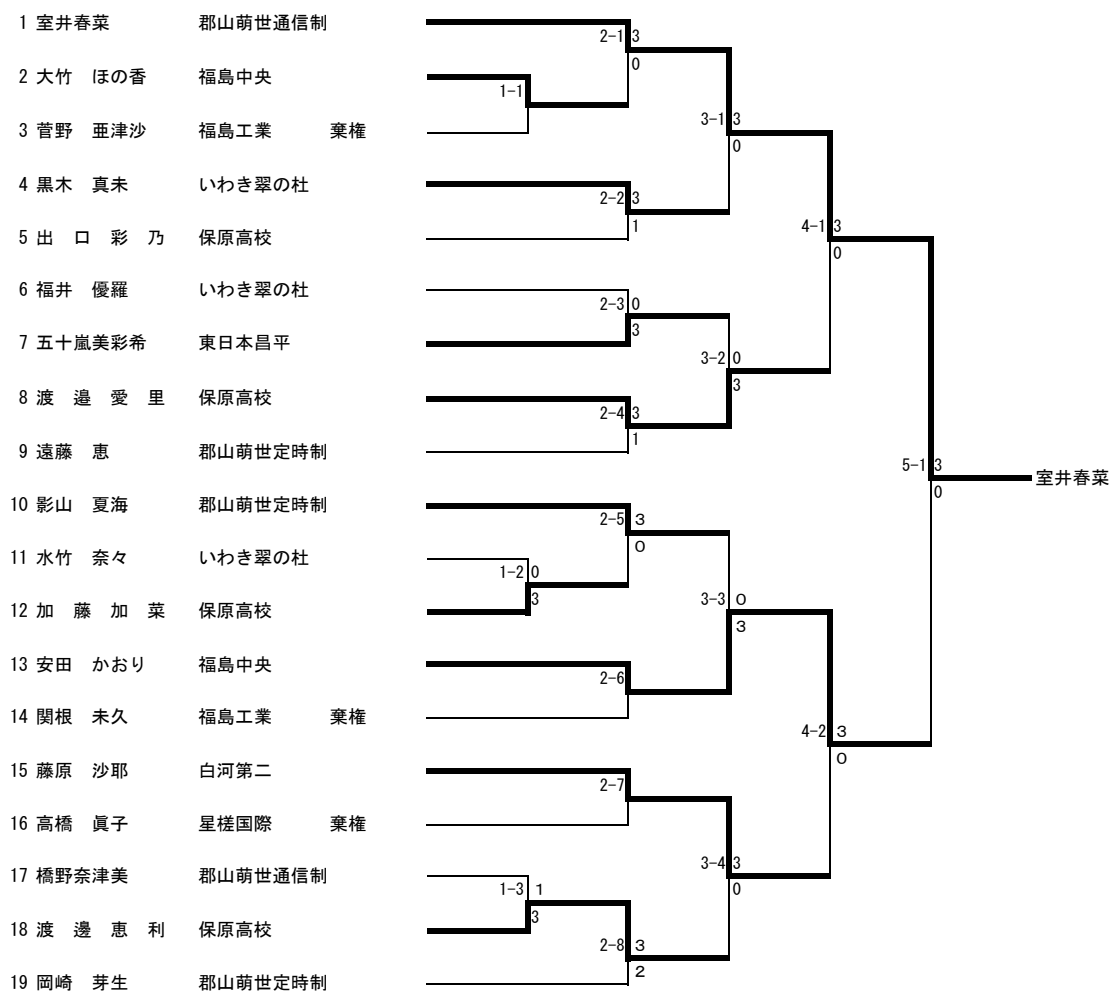 1 室井春菜 郡山萌世通信制
2-1 3
0
2 大竹 ほの香 福島中央
1-1
3 菅野 亜津沙 福島工業 棄権
3-1 3
0
4 黒木 真未 いわき翠の杜
2-2 3
1
5 出 口 彩 乃 保原高校
4-1 3
0
6 福井 優羅 いわき翠の杜
2-3 0
3
7 五十嵐美彩希 東日本昌平
3-2 0
3
8 渡 邉 愛 里 保原高校
2-4 3
1
9 遠藤 恵 郡山萌世定時制
5-1 3
0
室井春菜
10 影山 夏海 郡山萌世定時制
2-5 3
0
11 水竹 奈々 いわき翠の杜
1-2 0
3
12 加 藤 加 菜 保原高校
3-3 0
3
13 安田 かおり 福島中央
2-6
14 関根 未久 福島工業 棄権
4-2 3
0
15 藤原 沙耶 白河第二
2-7
16 高橋 眞子 星槎国際 棄権
3-4 3
0
17 橋野奈津美 郡山萌世通信制
1-3 1
3
18 渡 邊 恵 利 保原高校
2-8 3
2
19 岡崎 芽生 郡山萌世定時制